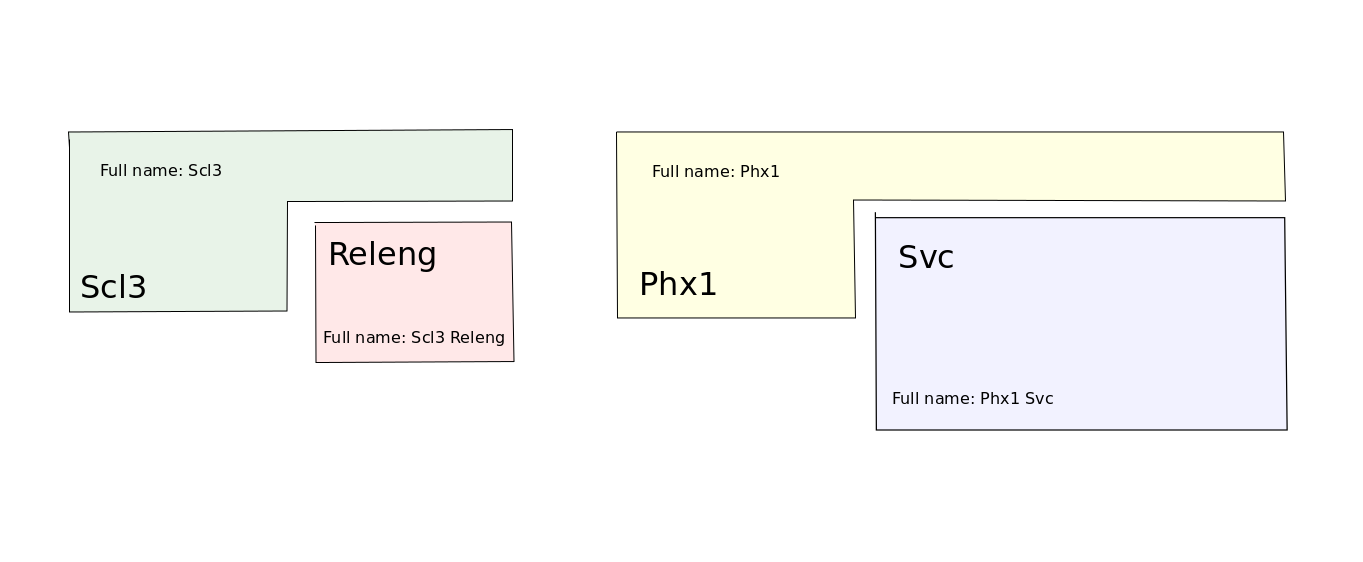 Full name: Scl3
Scl3
Releng
Full name: Scl3 Releng
Full name: Phx1
Phx1
Svc
Full name: Phx1 Svc